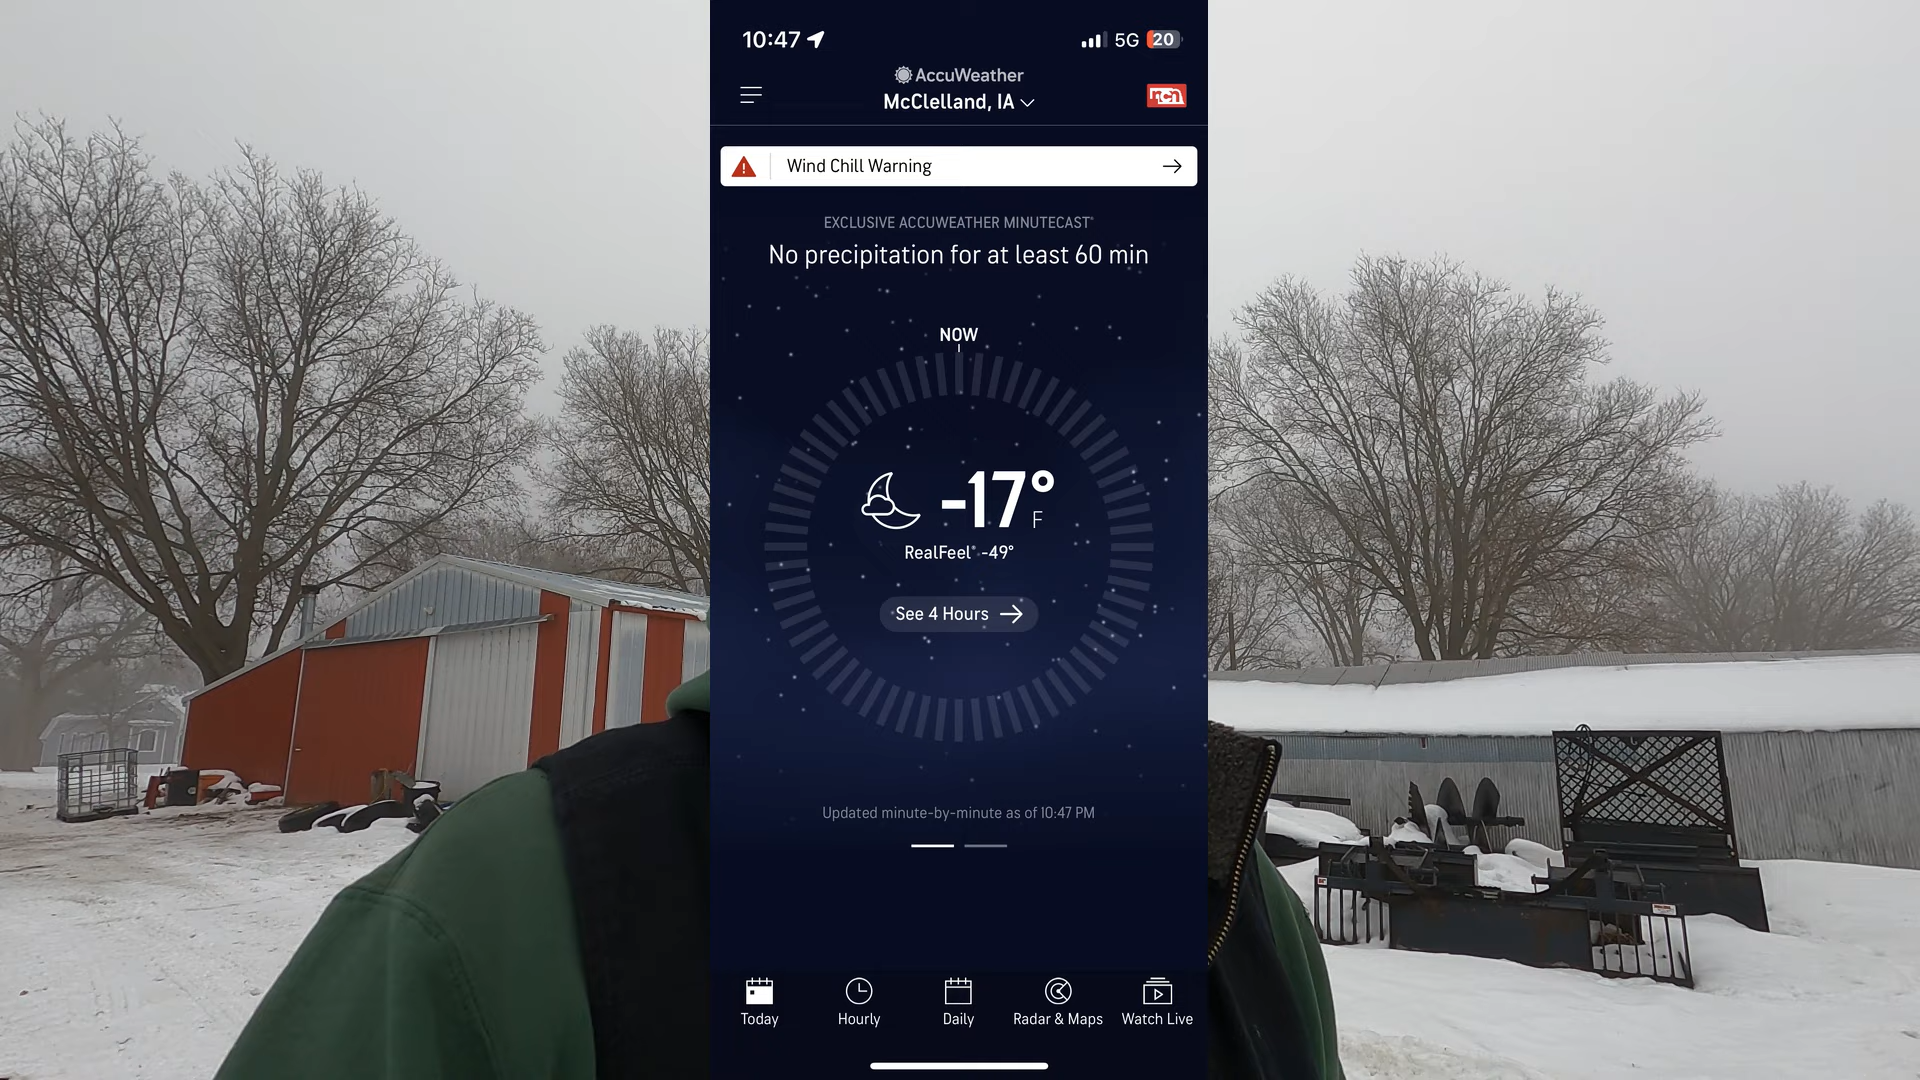 10:47
5G
20
AccuWeather
McClelland, IA
Wind Chill Warning
EXCLUSIVE ACCUWEATHER MINUTECAST®
No precipitation for at least 60 min
NOW
-17°
F
RealFeel® -49°
See 4 Hours
Updated minute-by-minute as of 10:47 PM
Today
Hourly
Daily
Radar & Maps
Watch Live